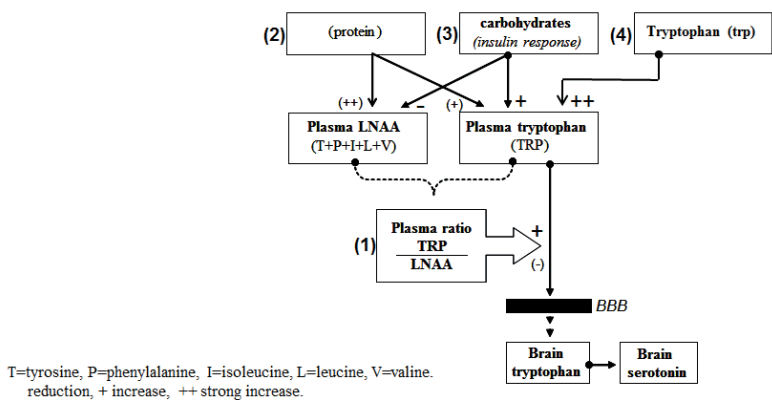 (2)
(protein)
(3)
carbohydrates
(insulin response)
(4)
Tryptophan (trp)
(++)
-
(+)
+
++
Plasma LNAA
(T+P+I+L+V)
Plasma tryptophan
(TRP)
(1)
Plasma ratio
TRP
LNAA
+
(-)
BBB
Brain
tryptophan
Brain
serotonin
T=tyrosine, P=phenylalanine, I=isoleucine, L=leucine, V=valine.
reduction, + increase, ++ strong increase.